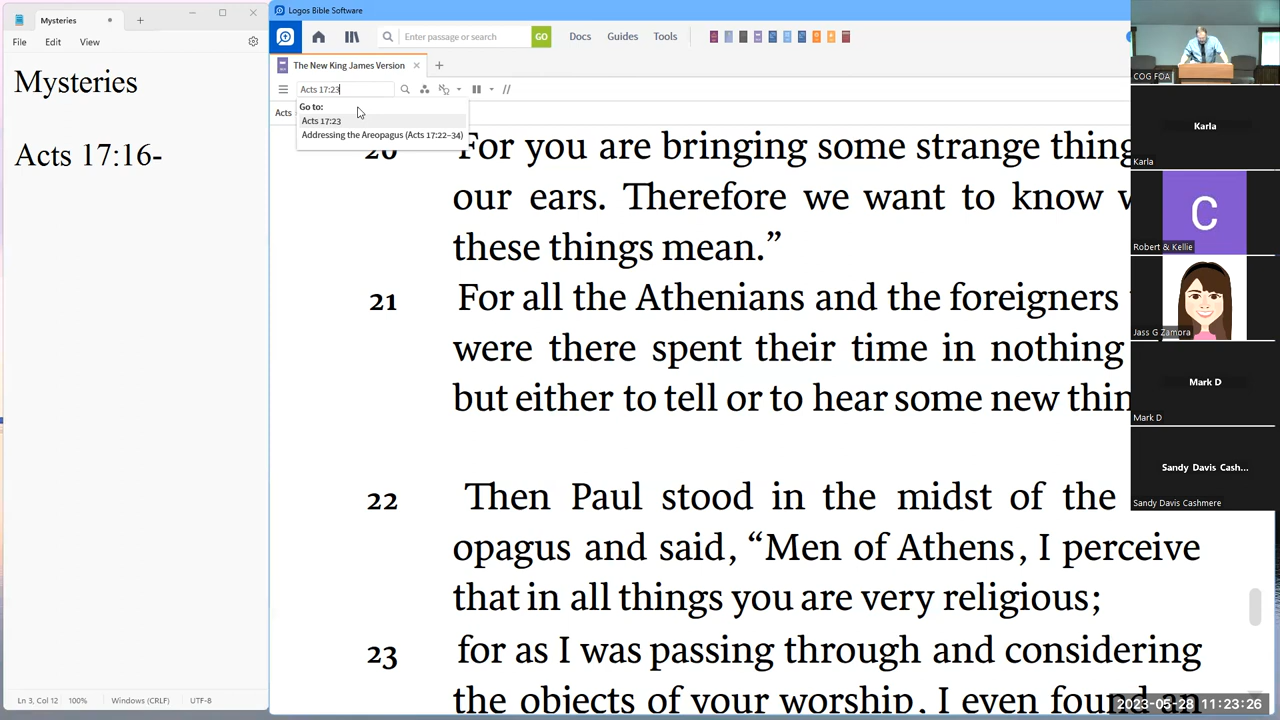 Mysteries
File Edit View
Mysteries
Acts 17:16-
Ln 3, Col 12 100% Windows (CRLF) UTF-8
Logos Bible Software
Enter passage or search GO Docs Guides Tools
The New King James Version
Acts 17:23
Go to:
Acts
Acts 17:23
Addressing the Areopagus (Acts 17:22–34)
20 For you are bringing some strange thing
our ears. Therefore we want to know
these things mean.”
21 For all the Athenians and the foreigners
were there spent their time in nothing
but either to tell or to hear some new thin
22 Then Paul stood in the midst of the
opagus and said, “Men of Athens, I perceive
that in all things you are very religious;
23 for as I was passing through and considering
the objects of your worship, I even found an
COG FOA
Karla
Karla
C
Robert & Kellie
Jass G Zamora
Mark D
Mark D
Sandy Davis Cash...
Sandy Davis Cashmere
2023-05-28 11:23:26